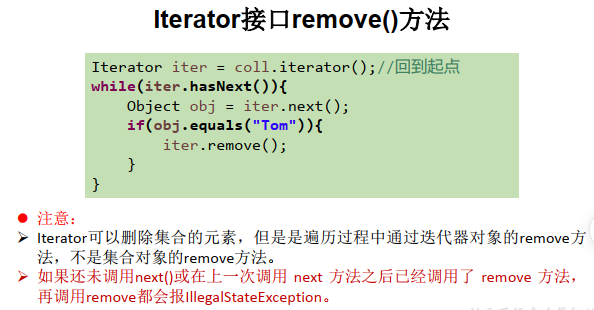 Iterator接口remove()方法
Iterator iter = coll.iterator();//回到起点
while(iter.hasNext()){
Object obj = iter.next();
if(obj.equals("Tom")){
iter.remove();
}
}
注意：
Iterator可以删除集合的元素，但是是遍历过程中通过迭代器对象的remove方
法，不是集合对象的remove方法。
如果还未调用next()或在上一次调用 next 方法之后已经调用了 remove 方法，
再调用remove都会报IllegalStateException。